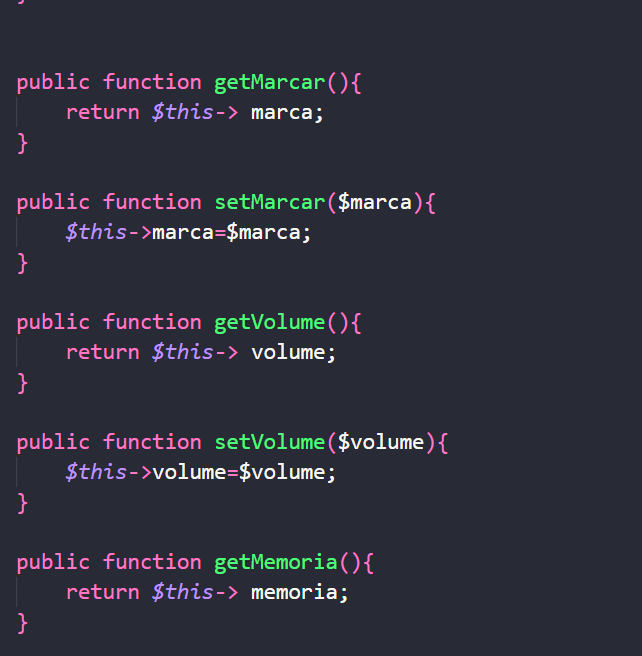 }
public function getMarcar(){
return $this-> marca;
}
public function setMarcar($marca){
$this->marca=$marca;
}
public function getVolume(){
return $this-> volume;
}
public function setVolume($volume){
$this->volume=$volume;
}
public function getMemoria(){
return $this-> memoria;
}